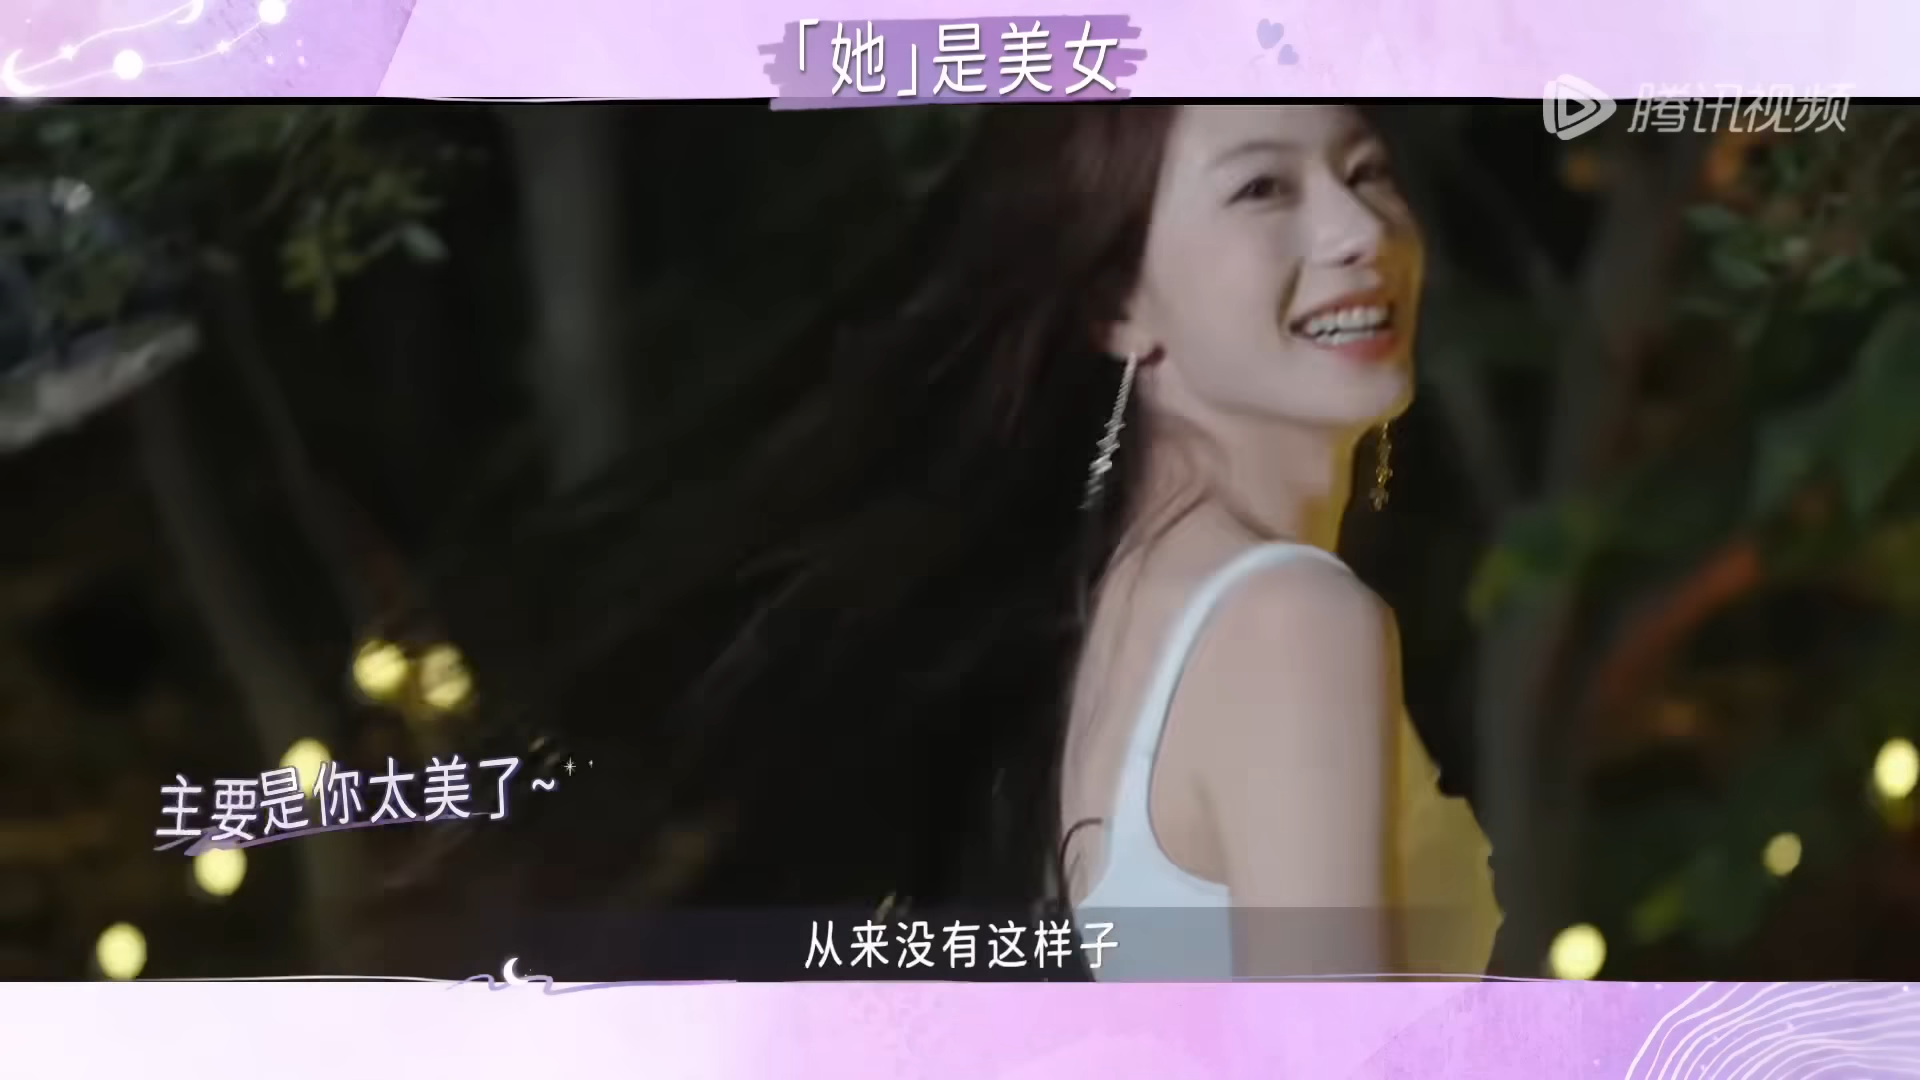 「她」是美女
腾讯视频
主要是你太美了~
从来没有这样子